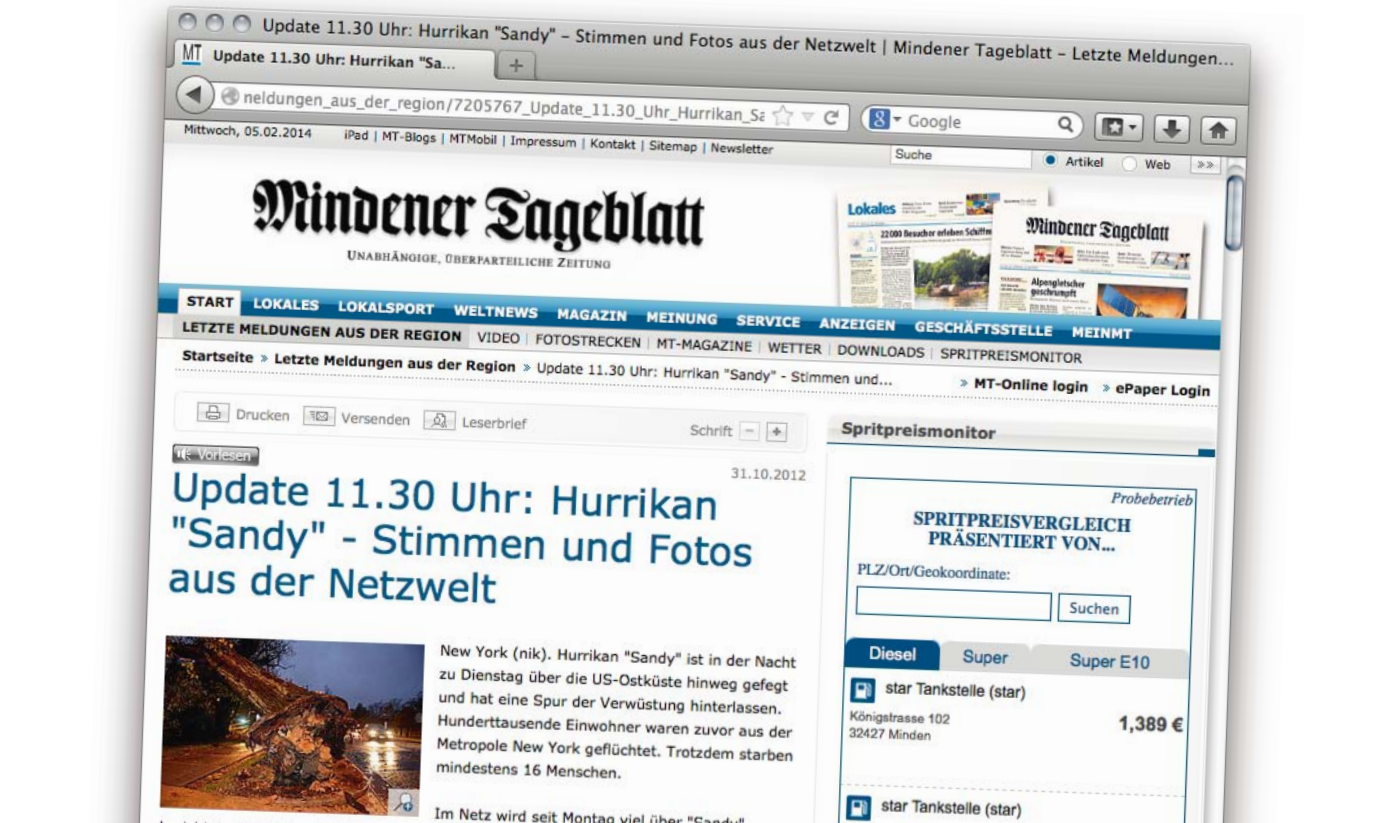 Update 11.30 Uhr: Hurrikan "Sandy" – Stimmen und Fotos aus der Netzwelt | Mindener Tageblatt – Letzte Meldungen...
MT Update 11.30 Uhr: Hurrikan "Sa...
neldungen_aus_der_region/7205767_Update_11.30_Uhr_Hurrikan_Sa
8 Google
Mittwoch, 05.02.2014 iPad | MT-Blogs | MTMobil | Impressum | Kontakt | Sitemap | Newsletter
Suche Artikel Web >>
Mindener Tageblatt
Unabhängige, überparteiliche Zeitung
Lokales
22000 Besucher erleben Schiffm
Mindener Tageblatt
Alpengletscher
geschrumpft
START LOKALES LOKALSPORT WELTNEWS MAGAZIN MEINUNG SERVICE ANZEIGEN GESCHÄFTSSTELLE MEINMT
LETZTE MELDUNGEN AUS DER REGION VIDEO | FOTOSTRECKEN | MT-MAGAZINE | WETTER | DOWNLOADS | SPRITPREISMONITOR
Startseite » Letzte Meldungen aus der Region » Update 11.30 Uhr: Hurrikan "Sandy" - Stimmen und...
» MT-Online login » ePaper Login
Drucken Versenden Leserbrief Schrift - +
Vorlesen
31.10.2012
Update 11.30 Uhr: Hurrikan
"Sandy" - Stimmen und Fotos
aus der Netzwelt
New York (nik). Hurrikan "Sandy" ist in der Nacht
zu Dienstag über die US-Ostküste hinweg gefegt
und hat eine Spur der Verwüstung hinterlassen.
Hunderttausende Einwohner waren zuvor aus der
Metropole New York geflüchtet. Trotzdem starben
mindestens 16 Menschen.
Im Netz wird seit Montag viel über "Sandy"
Spritpreismonitor
Probebetrieb
SPRITPREISVERGLEICH
PRÄSENTIERT VON...
PLZ/Ort/Geokoordinate:
Suchen
Diesel Super Super E10
star Tankstelle (star)
Königstrasse 102
32427 Minden
1,389 €
star Tankstelle (star)